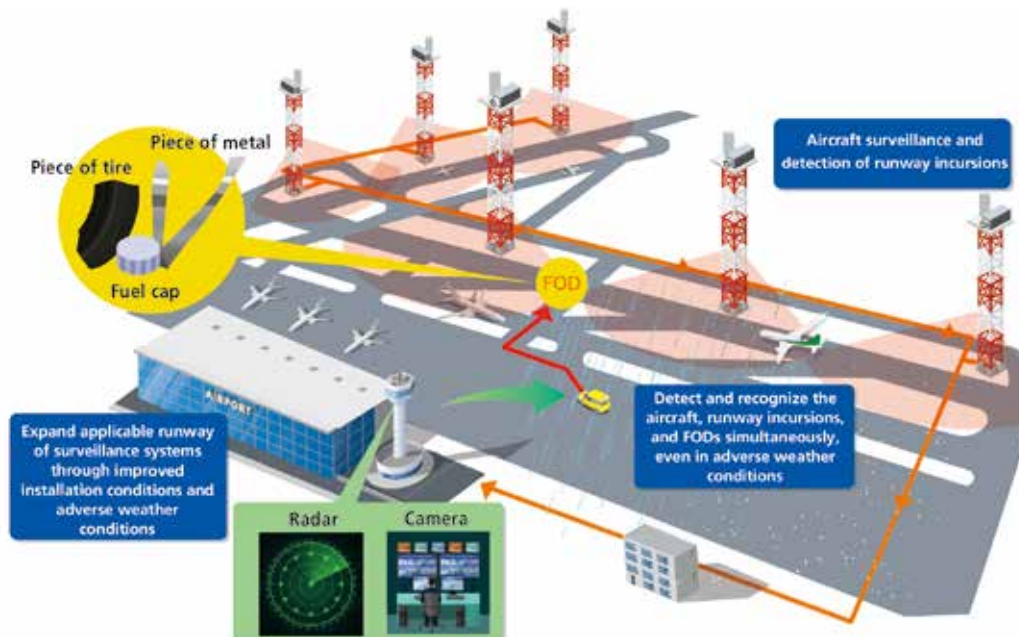 Piece of metal
Piece of tire
Fuel cap
FOD
Aircraft surveillance and
detection of runway incursions
AIRPORT
Expand applicable runway
of surveillance systems
through improved
installation conditions and
adverse weather
conditions
Detect and recognize the
aircraft, runway incursions,
and FODs simultaneously,
even in adverse weather
conditions
Radar
Camera